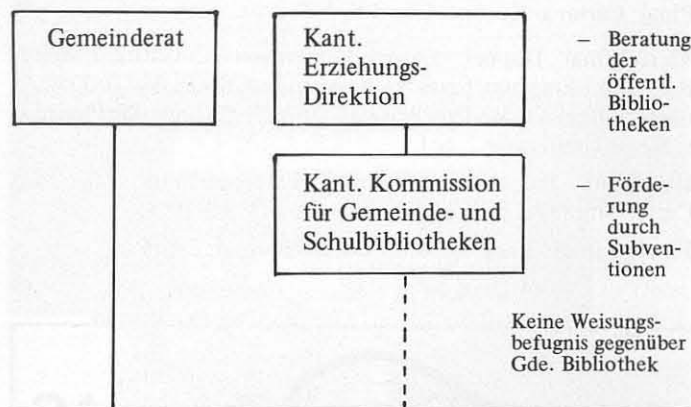 Gemeinderat
Kant.
Erziehungs-
Direktion
– Beratung
der
öffentl.
Biblio-
theken
Kant. Kommission
für Gemeinde- und
Schulbibliotheken
– Förde-
rung
durch
Subven-
tionen
Keine Weisungs-
befugnis gegenüber
Gde. Bibliothek